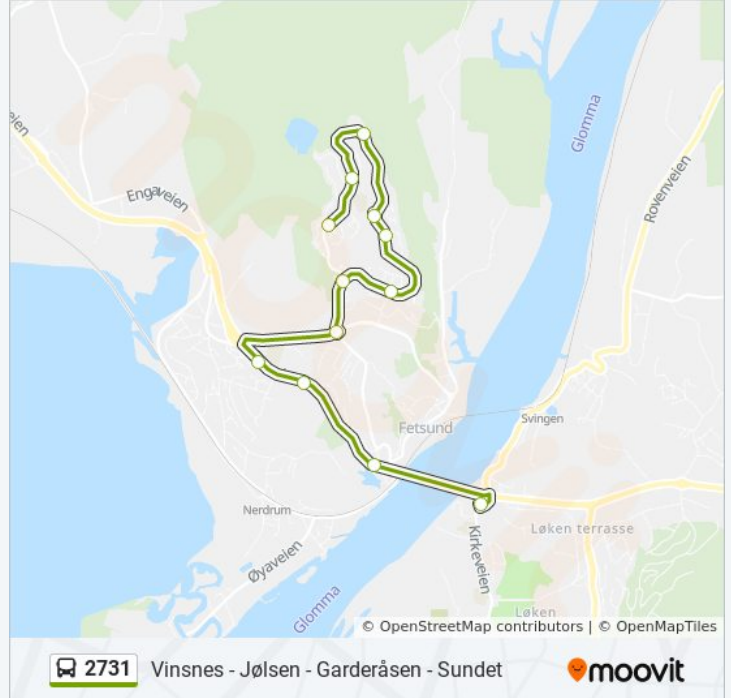 Glomma
eien
Rovenveien
Engaveien
Svingen
Fetsund
Nerdrum
Løken terrasse
Kirkeveien
Øyaveien
Løken
Glomma
© OpenStreetMap contributors | © OpenMapTiles
2731 Vinsnes - Jølsen - Garderåsen - Sundet moovit